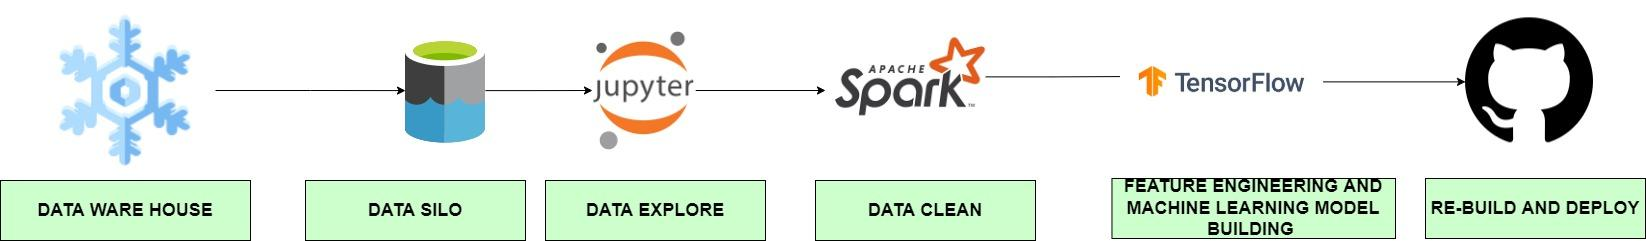 jupyter
APACHE
Spark
TM
TensorFlow
DATA WARE HOUSE
DATA SILO
DATA EXPLORE
DATA CLEAN
FEATURE ENGINEERING AND
MACHINE LEARNING MODEL
BUILDING
RE-BUILD AND DEPLOY